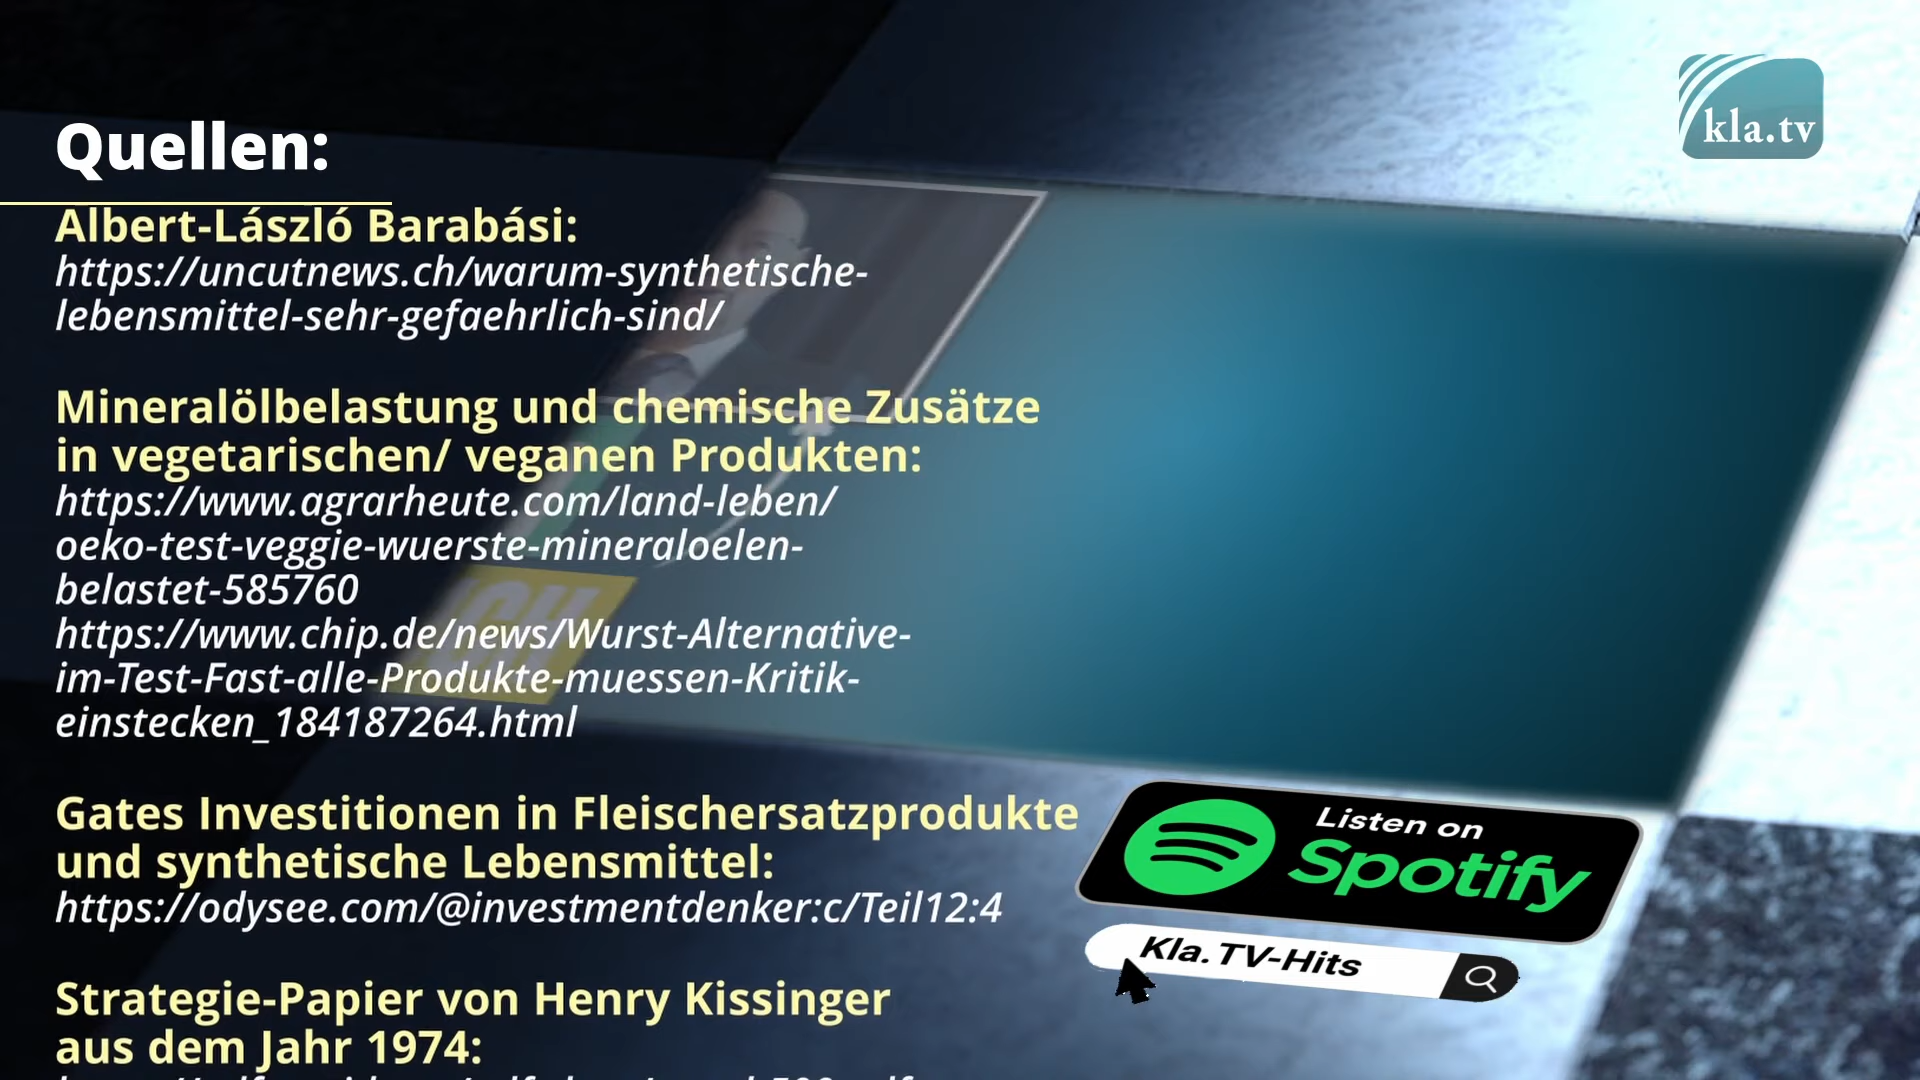 kla.tv
Quellen:
Albert-László Barabási:
https://uncutnews.ch/warum-synthetische-
lebensmittel-sehr-gefaehrlich-sind/
Mineralölbelastung und chemische Zusätze
in vegetarischen/ veganen Produkten:
https://www.agrarheute.com/land-leben/
oeko-test-veggie-wuerste-mineraloelen-
belastet-585760
https://www.chip.de/news/Wurst-Alternative-
im-Test-Fast-alle-Produkte-muessen-Kritik-
einstecken_184187264.html
Gates Investitionen in Fleischersatzprodukte
und synthetische Lebensmittel:
https://odysee.com/@investmentdenker:c/Teil12:4
Strategie-Papier von Henry Kissinger
aus dem Jahr 1974:
Listen on
Spotify
Kla.TV-Hits